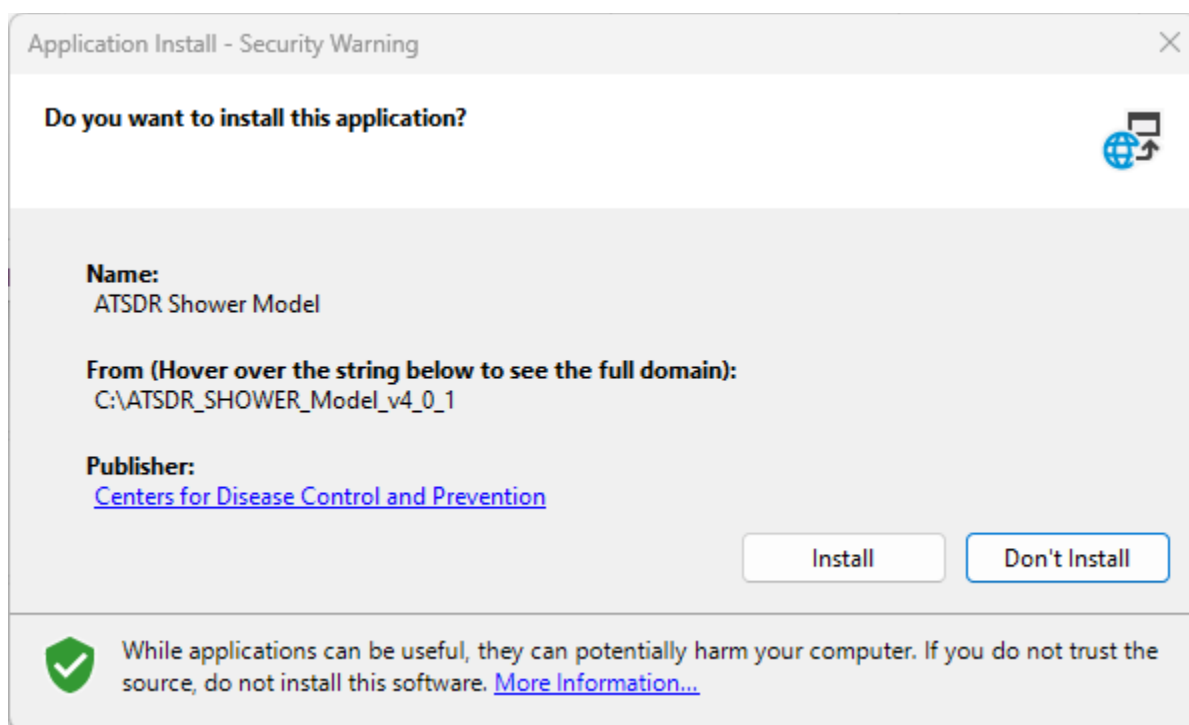 Application Install - Security Warning
Do you want to install this application?
Name:
ATSDR Shower Model
From (Hover over the string below to see the full domain):
C:\ATSDR_SHOWER_Model_v4_0_1
Publisher:
Centers for Disease Control and Prevention
Install
Don't Install
While applications can be useful, they can potentially harm your computer. If you do not trust the
source, do not install this software. More Information...